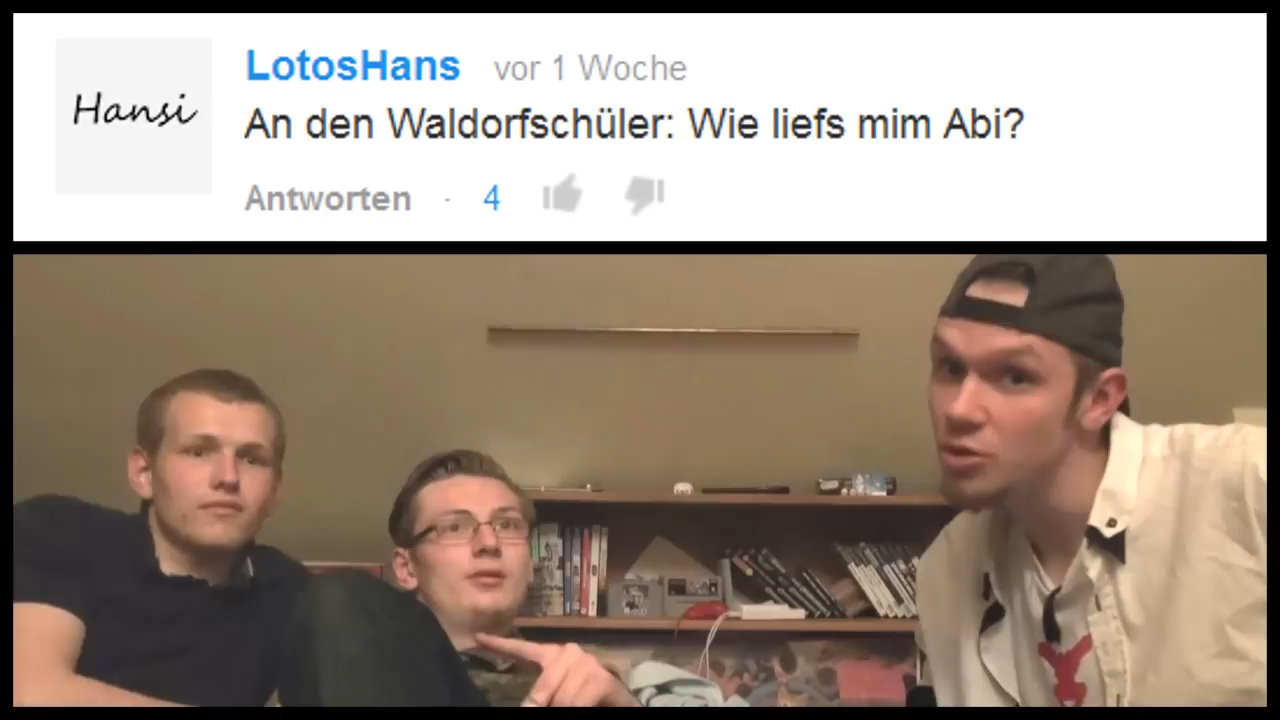 Hansi
LotosHans vor 1 Woche
An den Waldorfschüler: Wie liefs mim Abi?
Antworten · 4